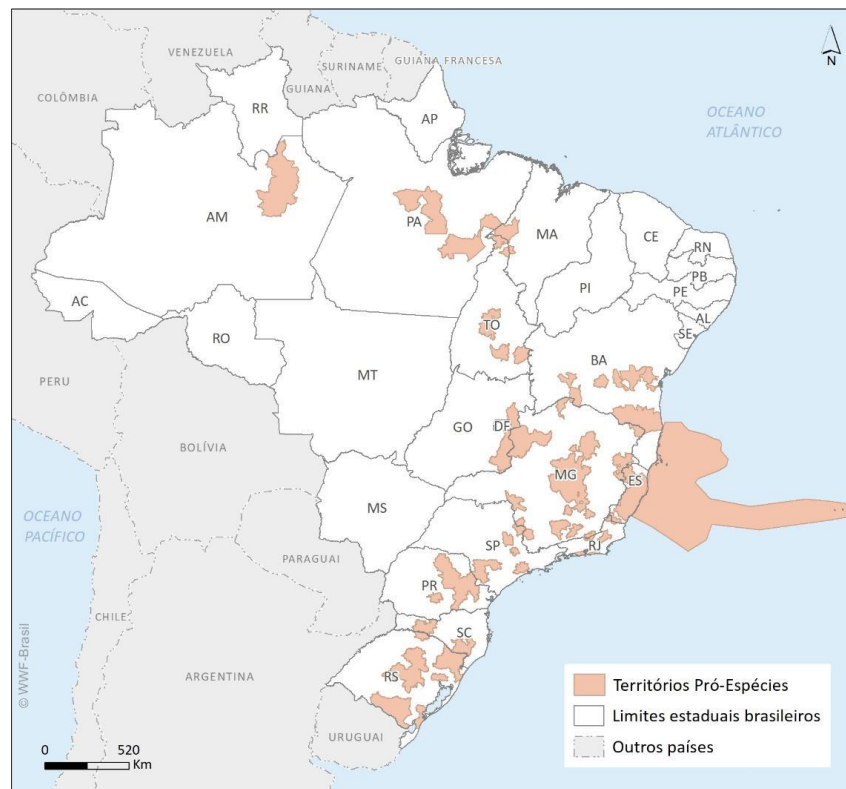 N
VENEZUELA
GUIANA FRANCESA
SURINAME
GUIANA
COLÔMBIA
RR
AP
OCEANO
ATLÂNTICO
AM
PA
MA
CE
RN
PB
PE
PI
AL
SE
AC
RO
TO
BA
MT
PERU
GO
DF
BOLÍVIA
MG
ES
MS
OCEANO
PACÍFICO
SP
RJ
PARAGUAI
PR
CHILE
SC
© WWF-Brasil
ARGENTINA
RS
URUGUAI
Territórios Pró-Espécies
Limites estaduais brasileiros
Outros países
0 520
Km